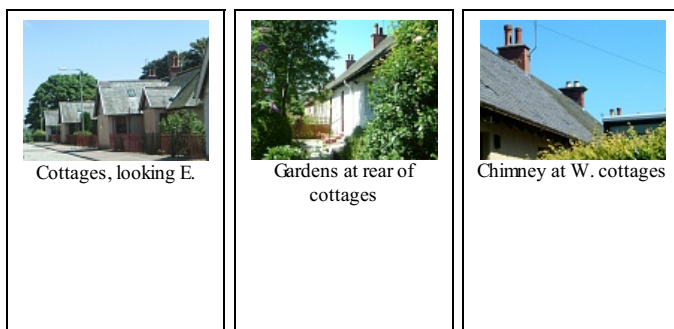 Cottages, looking E.
Gardens at rear of
cottages
Chimney at W. cottages